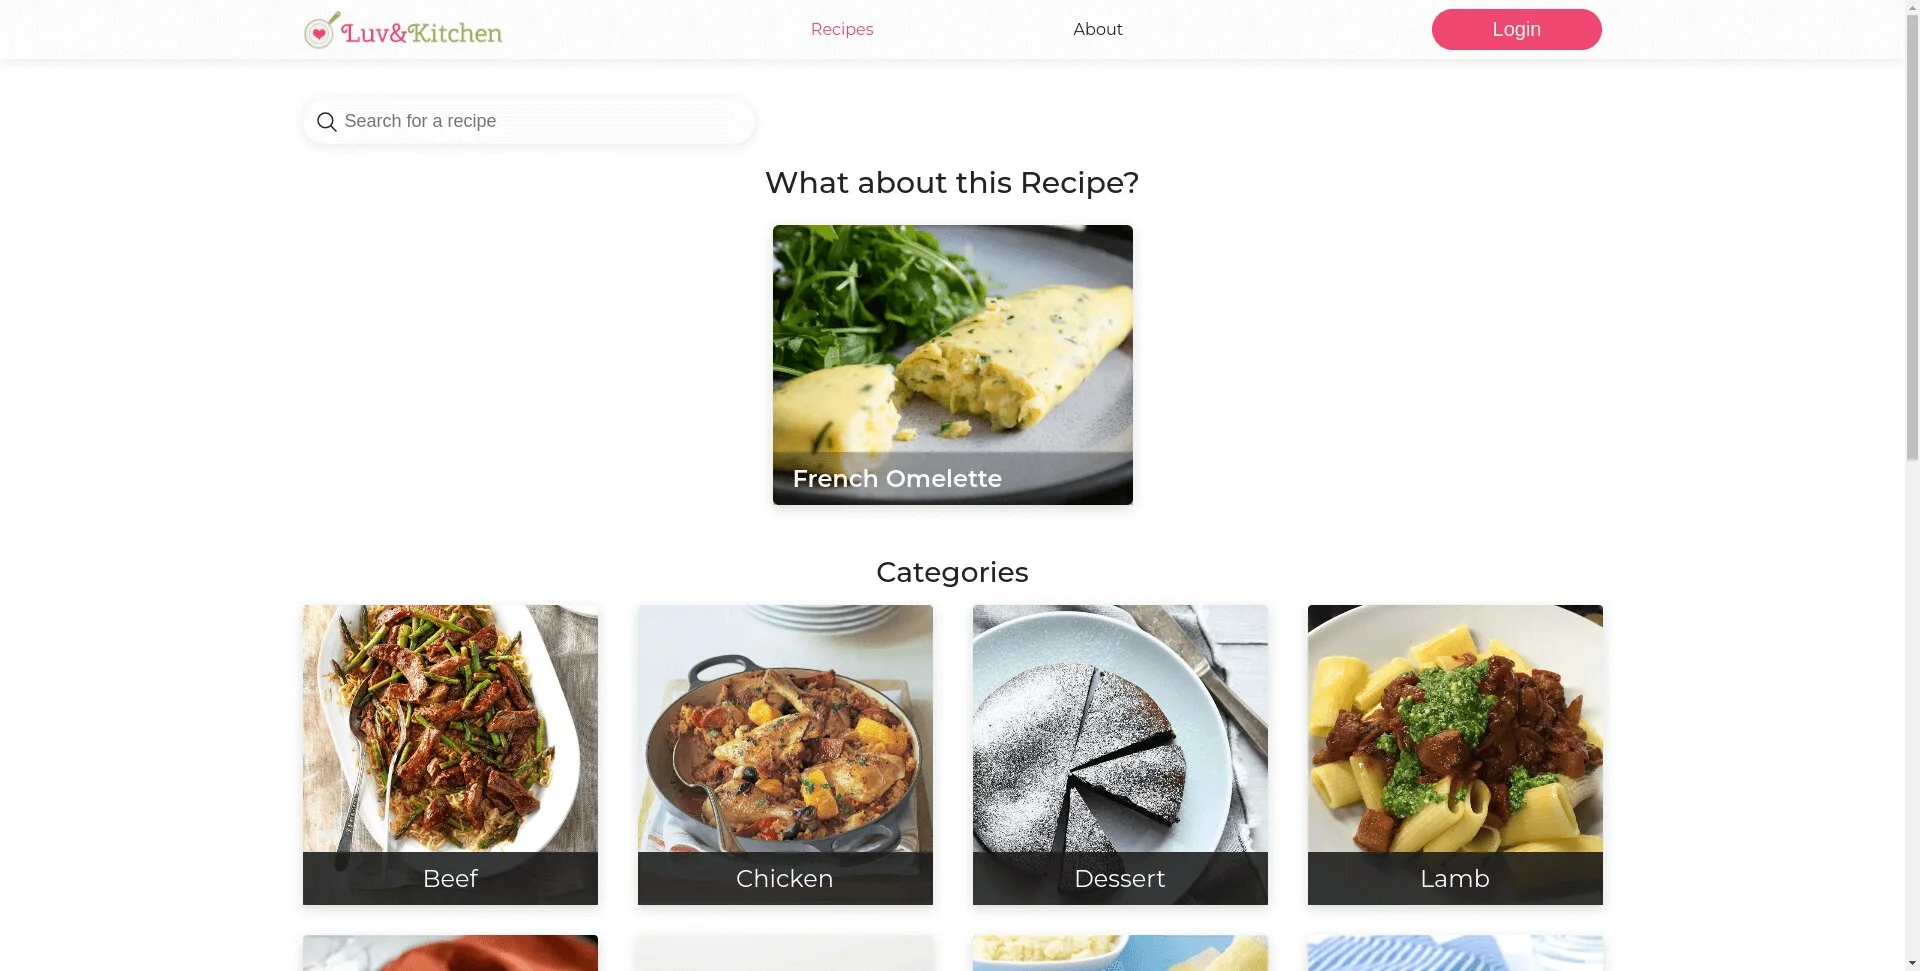 Luv&Kitchen
Recipes
About
Login
Search for a recipe
What about this Recipe?
French Omelette
Categories
Beef
Chicken
Dessert
Lamb